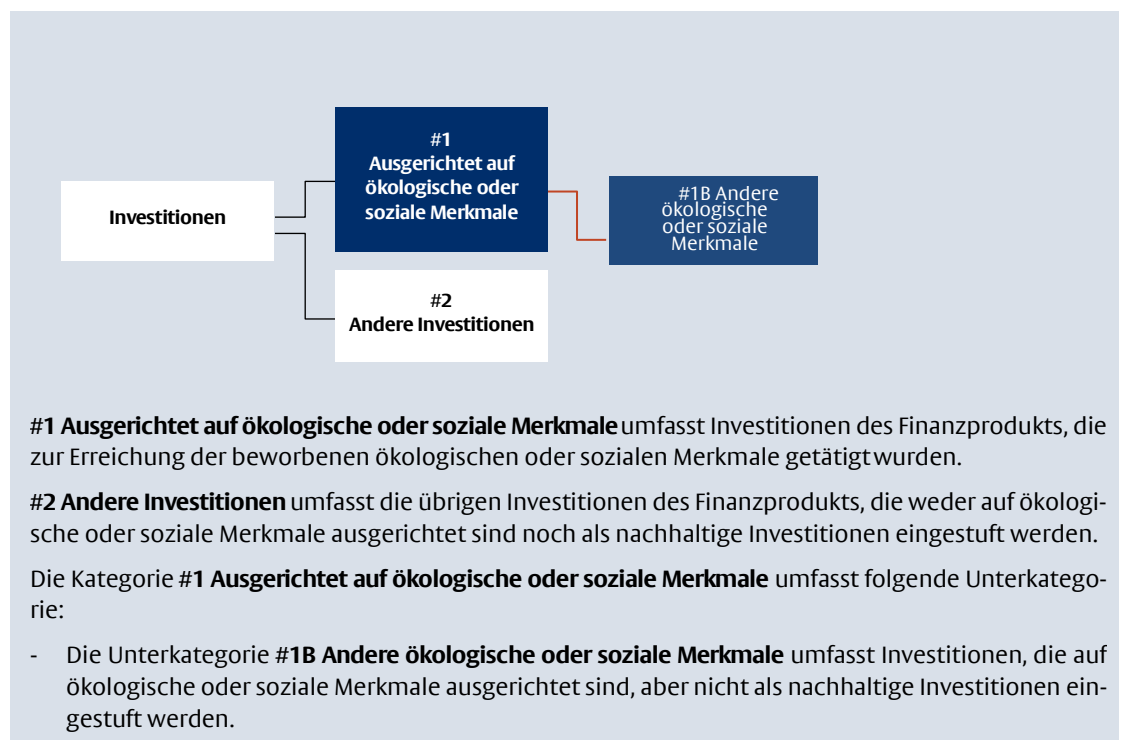 #1
Ausgerichtet auf
ökologische oder
soziale Merkmale
Investitionen
#1B Andere
ökologische
oder soziale
Merkmale
#2
Andere Investitionen
#1 Ausgerichtet auf ökologische oder soziale Merkmale umfasst Investitionen des Finanzprodukts, die
zur Erreichung der beworbenen ökologischen oder sozialen Merkmale getätigt wurden.
#2 Andere Investitionen umfasst die übrigen Investitionen des Finanzprodukts, die weder auf ökologi-
sche oder soziale Merkmale ausgerichtet sind noch als nachhaltige Investitionen eingestuft werden.
Die Kategorie #1 Ausgerichtet auf ökologische oder soziale Merkmale umfasst folgende Unterkatego-
rie:
- Die Unterkategorie #1B Andere ökologische oder soziale Merkmale umfasst Investitionen, die auf
ökologische oder soziale Merkmale ausgerichtet sind, aber nicht als nachhaltige Investitionen ein-
gestuft werden.